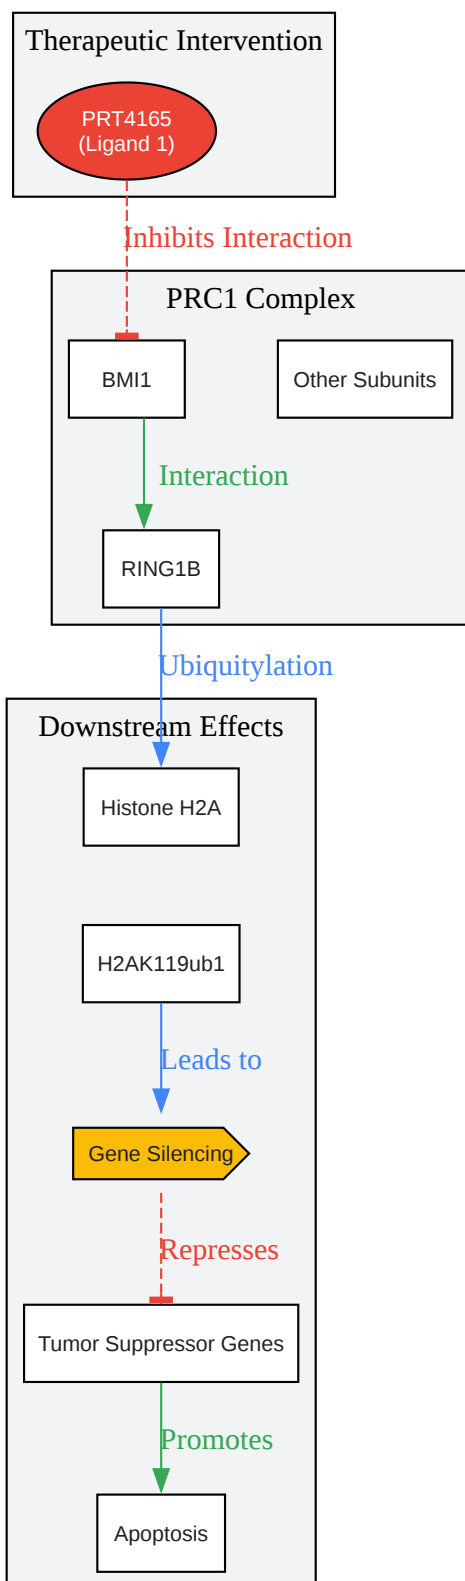 Therapeutic Intervention
PRT4165
(Ligand 1)
Inhibits Interaction
PRC1 Complex
BMI1
Other Subunits
Interaction
RING1B
Ubiquitylation
Downstream Effects
Histone H2A
H2AK119ub1
Leads to
Gene Silencing
Represses
Tumor Suppressor Genes
Promotes
Apoptosis